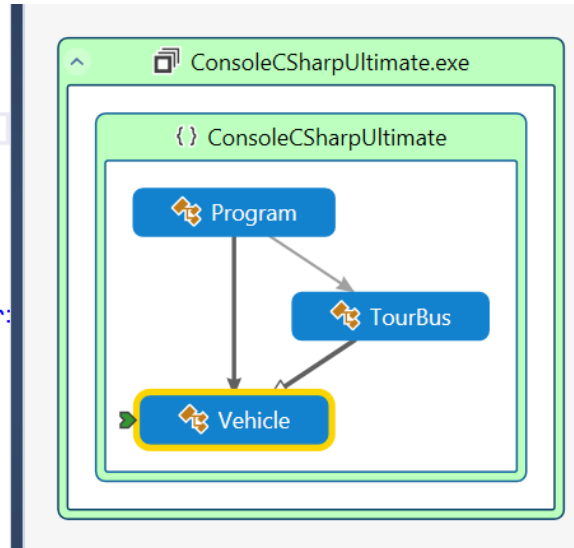 ConsoleCSharpUltimate.exe
{ } ConsoleCSharpUltimate
Program
TourBus
Vehicle